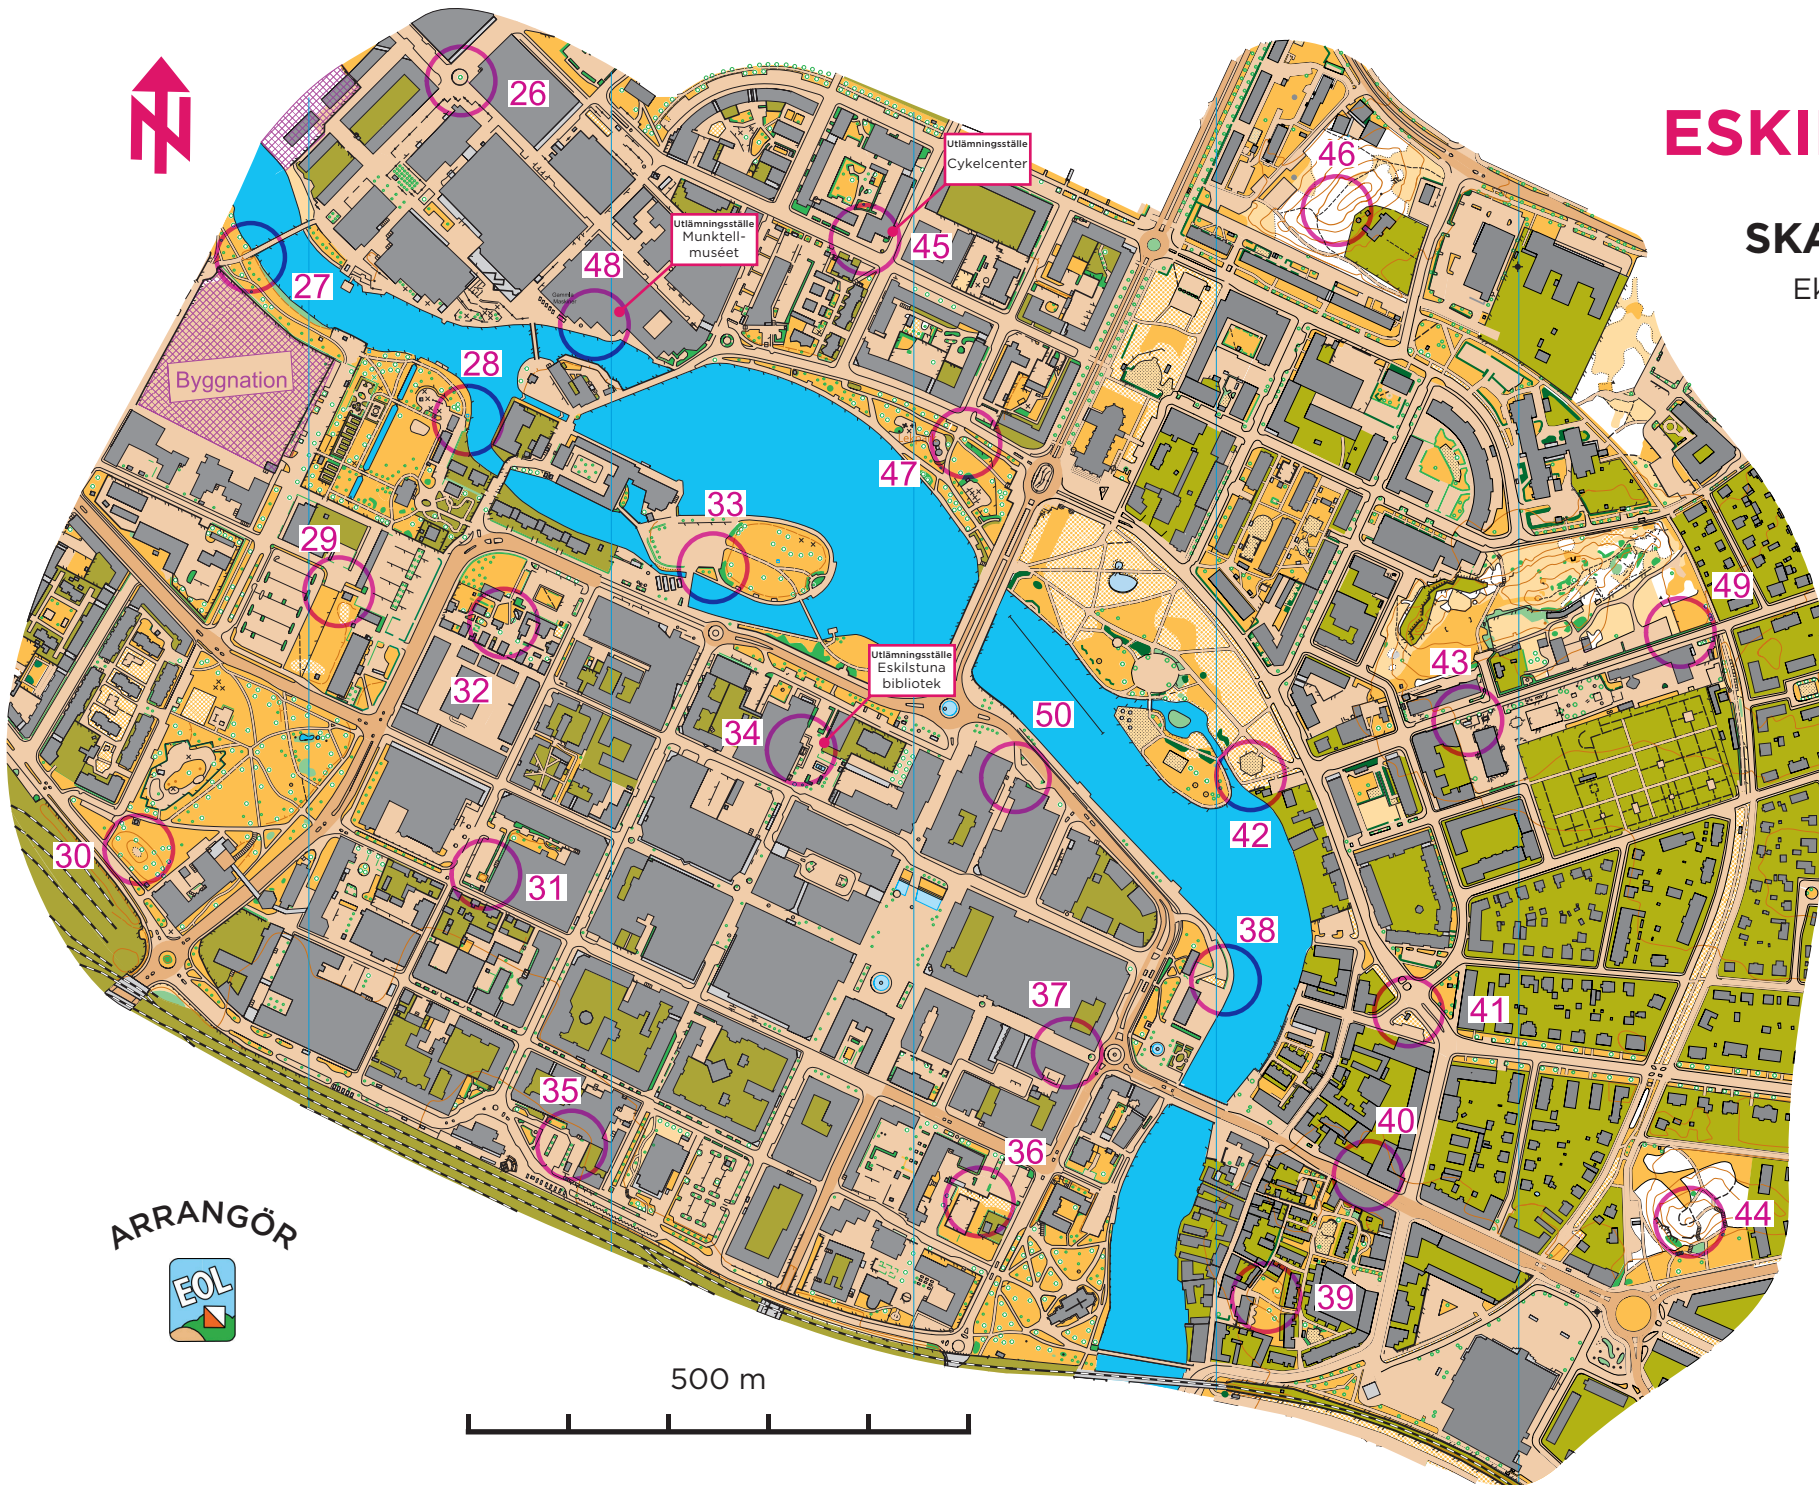 ESKI
SKA
Ek
26
Utlämningsställe
Cykelcenter
46
Utlämningsställe
Munktell-
muséet
45
48
27
28
Byggnation
47
33
29
49
Utlämningsställe
Eskilstuna
bibliotek
43
32
50
34
42
30
31
38
37
41
35
40
36
44
39
ARRANGÖR
EOL
500 m